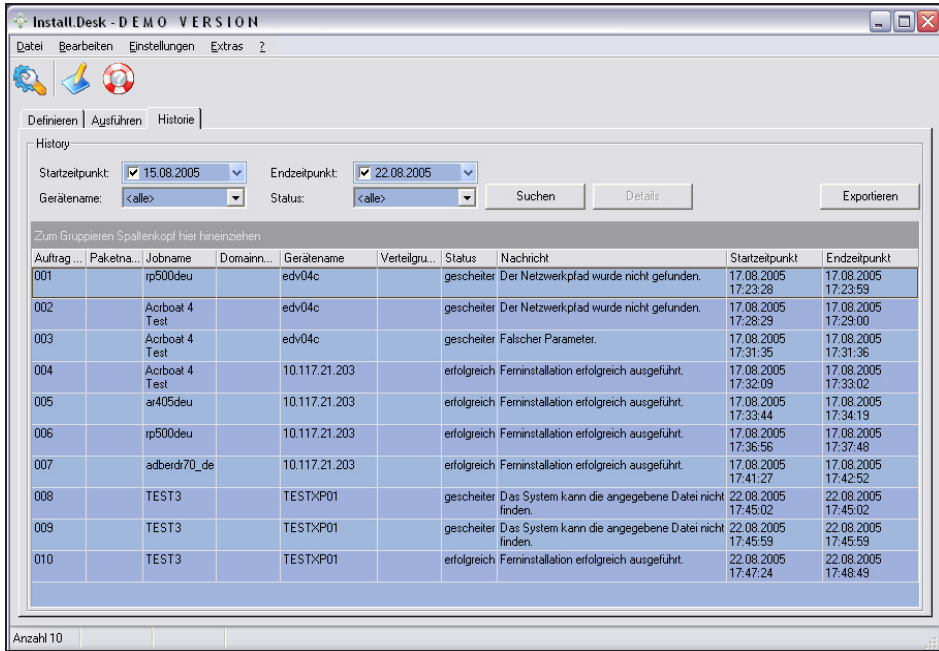 Install.Desk - D E M O   V E R S I O N
Datei Bearbeiten Einstellungen Extras ?
Definieren Ausführen Historie
History
Startzeitpunkt: 15.08.2005 Endzeitpunkt: 22.08.2005
Gerätename: <alle> Status: <alle> Suchen Details Exportieren
Zum Gruppieren Spaltenkopf hier hineinziehen
Auftrag ... Paketna... Jobname Domainn... Gerätename Verteilgru... Status Nachricht Startzeitpunkt Endzeitpunkt
001 rp500deu edv04c gescheiter Der Netzwerkpfad wurde nicht gefunden. 17.08.2005 17.08.2005
17:23:28 17:23:59
002 Acrboat 4 edv04c gescheiter Der Netzwerkpfad wurde nicht gefunden. 17.08.2005 17.08.2005
Test 17:28:29 17:29:00
003 Acrboat 4 edv04c gescheiter Falscher Parameter. 17.08.2005 17.08.2005
Test 17:31:35 17:31:36
004 Acrboat 4 10.117.21.203 erfolgreich Ferninstallation erfolgreich ausgeführt. 17.08.2005 17.08.2005
Test 17:32:09 17:33:02
005 ar405deu 10.117.21.203 erfolgreich Ferninstallation erfolgreich ausgeführt. 17.08.2005 17.08.2005
17:33:44 17:34:19
006 rp500deu 10.117.21.203 erfolgreich Ferninstallation erfolgreich ausgeführt. 17.08.2005 17.08.2005
17:36:56 17:37:48
007 adberdr70_de 10.117.21.203 erfolgreich Ferninstallation erfolgreich ausgeführt. 17.08.2005 17.08.2005
17:41:27 17:42:52
008 TEST3 TESTXP01 gescheiter Das System kann die angegebene Datei nicht 22.08.2005 22.08.2005
finden. 17:45:02 17:45:02
009 TEST3 TESTXP01 gescheiter Das System kann die angegebene Datei nicht 22.08.2005 22.08.2005
finden. 17:45:59 17:45:59
010 TEST3 TESTXP01 erfolgreich Ferninstallation erfolgreich ausgeführt. 22.08.2005 22.08.2005
17:47:24 17:48:49
Anzahl 10